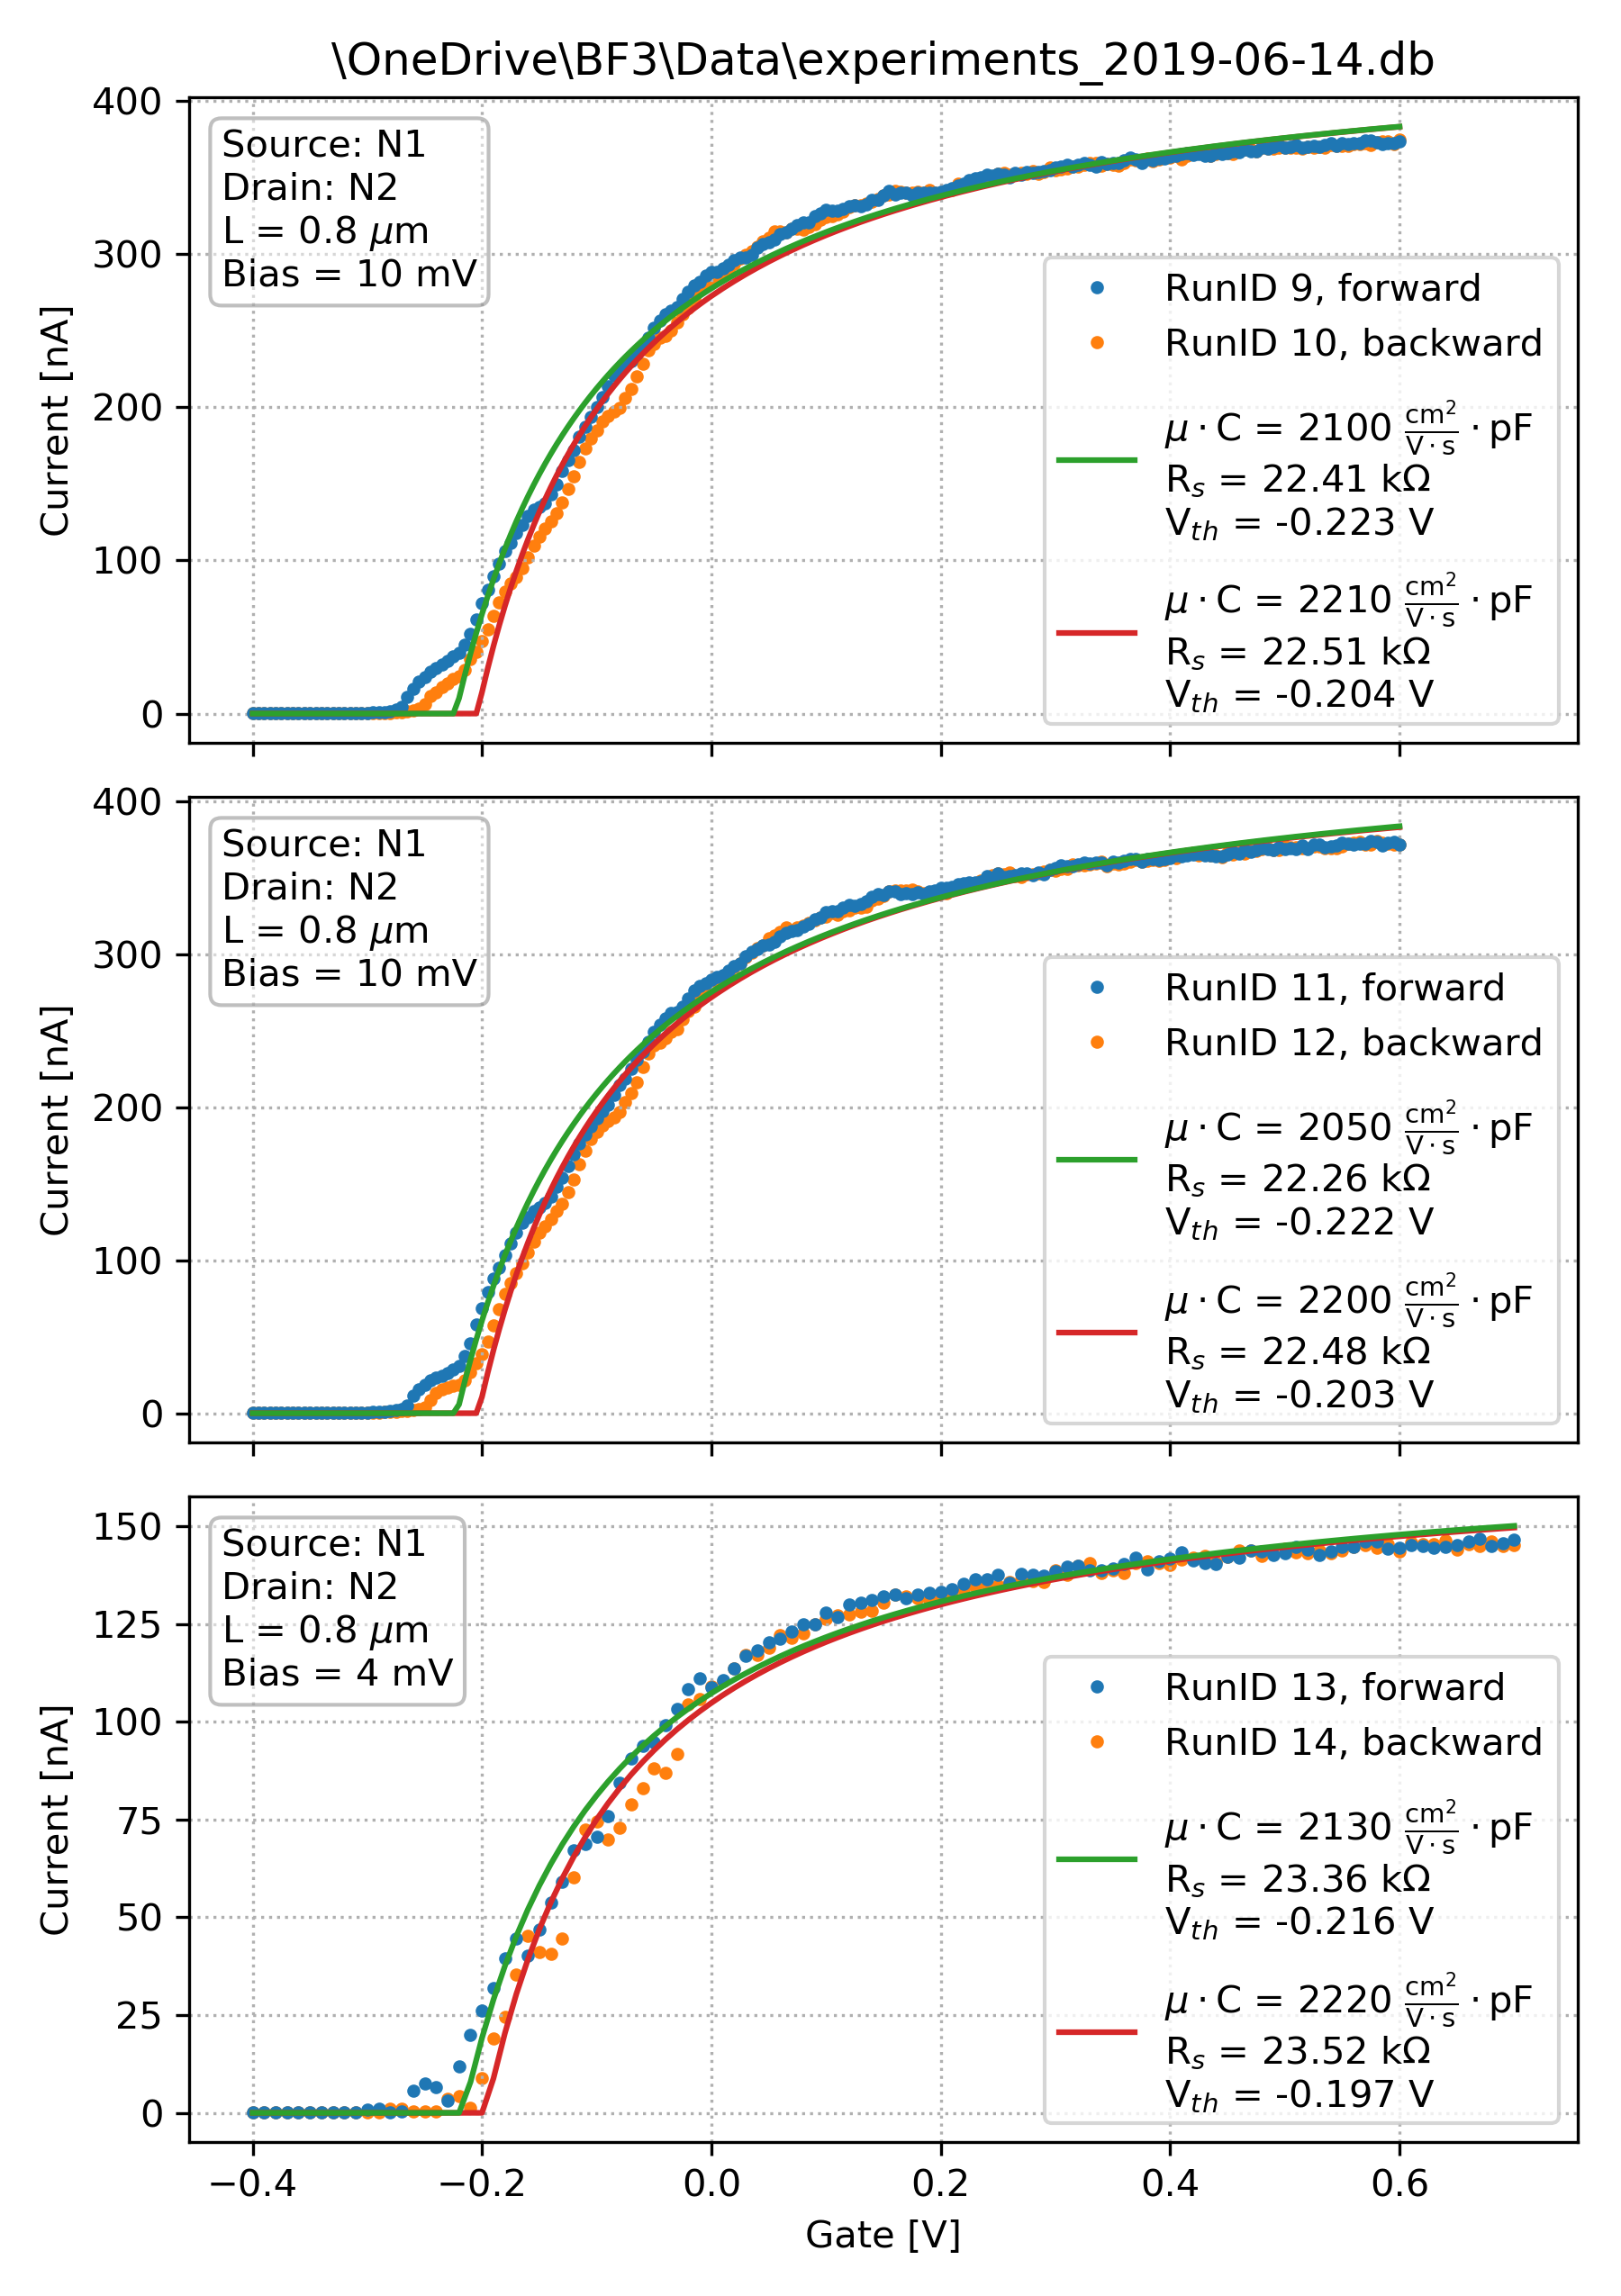 \OneDrive\BF3\Data\experiments_2019-06-14.db
400
300
200
100
0
Current [nA]
Source: N1
Drain: N2
L = 0.8 μm
Bias = 10 mV
RunID 9, forward
RunID 10, backward
μ · C = 2100 cm²/V·s · pF
Rₛ = 22.41 kΩ
Vₜₕ = -0.223 V
μ · C = 2210 cm²/V·s · pF
Rₛ = 22.51 kΩ
Vₜₕ = -0.204 V
400
300
200
100
0
Current [nA]
Source: N1
Drain: N2
L = 0.8 μm
Bias = 10 mV
RunID 11, forward
RunID 12, backward
μ · C = 2050 cm²/V·s · pF
Rₛ = 22.26 kΩ
Vₜₕ = -0.222 V
μ · C = 2200 cm²/V·s · pF
Rₛ = 22.48 kΩ
Vₜₕ = -0.203 V
150
125
100
75
50
25
0
Current [nA]
Source: N1
Drain: N2
L = 0.8 μm
Bias = 4 mV
RunID 13, forward
RunID 14, backward
μ · C = 2130 cm²/V·s · pF
Rₛ = 23.36 kΩ
Vₜₕ = -0.216 V
μ · C = 2220 cm²/V·s · pF
Rₛ = 23.52 kΩ
Vₜₕ = -0.197 V
−0.4 −0.2 0.0 0.2 0.4 0.6
Gate [V]